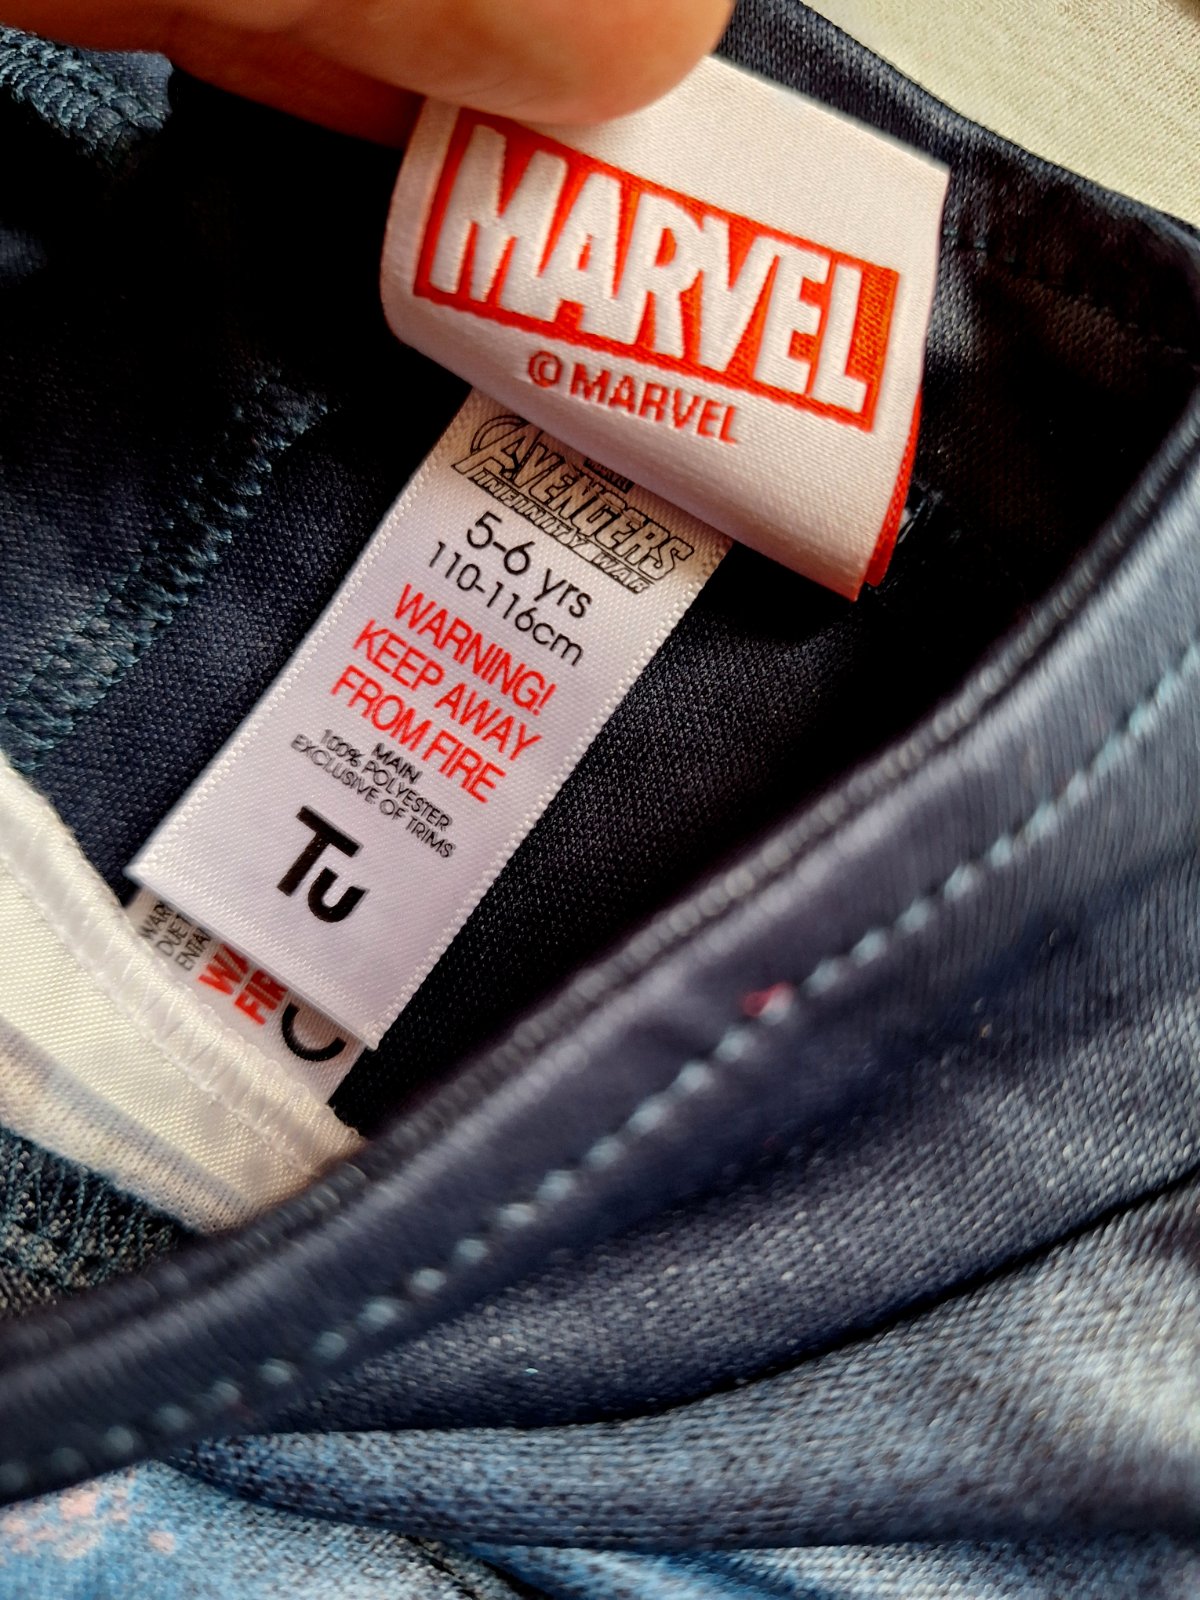 MARVEL
© MARVEL
MARVEL
AVENGERS
INFINITY WAR
5-6 yrs
110-116cm
WARNING!
KEEP AWAY
FROM FIRE
MAIN
100% POLYESTER
EXCLUSIVE OF TRIMS
Tu